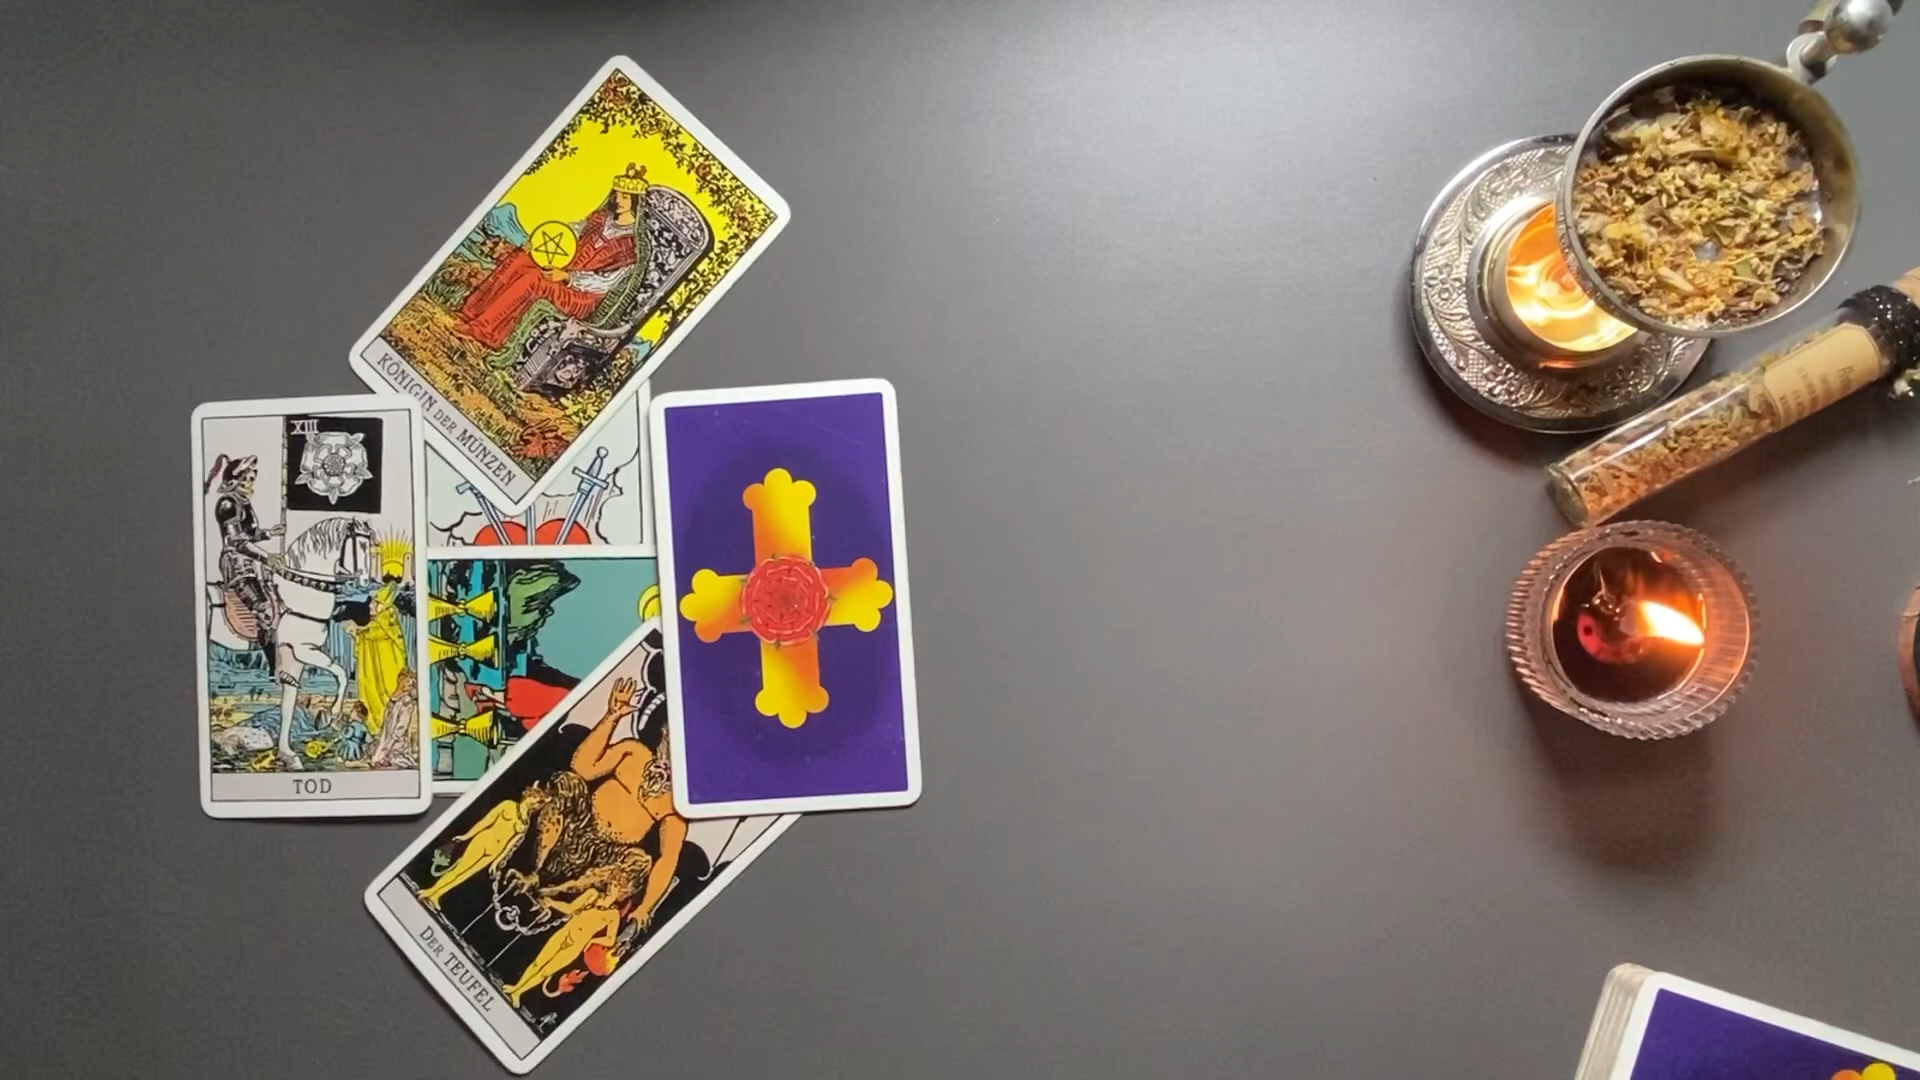 KÖNIGIN DER MÜNZEN
XIII
TOD
DER TEUFEL